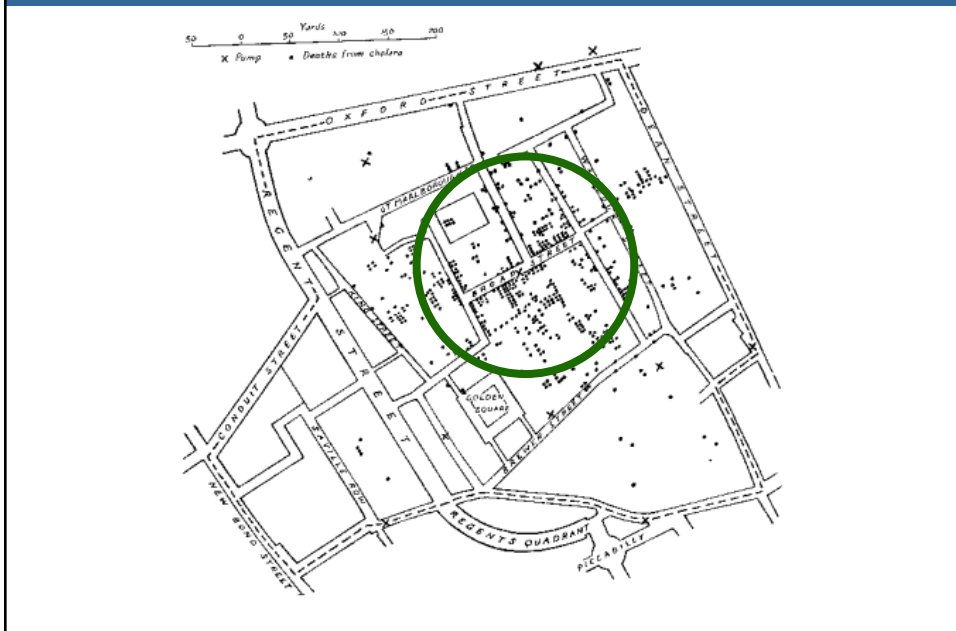 Yards
50 0 50 100 150 200
× Pump • Deaths from cholera
OXFORD STREET
DEAN STREET
GT MARLBOROUGH
REGENT STREET
BROAD STREET
KING
CONDUIT STREET
GOLDEN
SQUARE
BREWER STREET
SAVILLE ROW
NEW BOND STREET
REGENTS QUADRANT
PICCADILLY